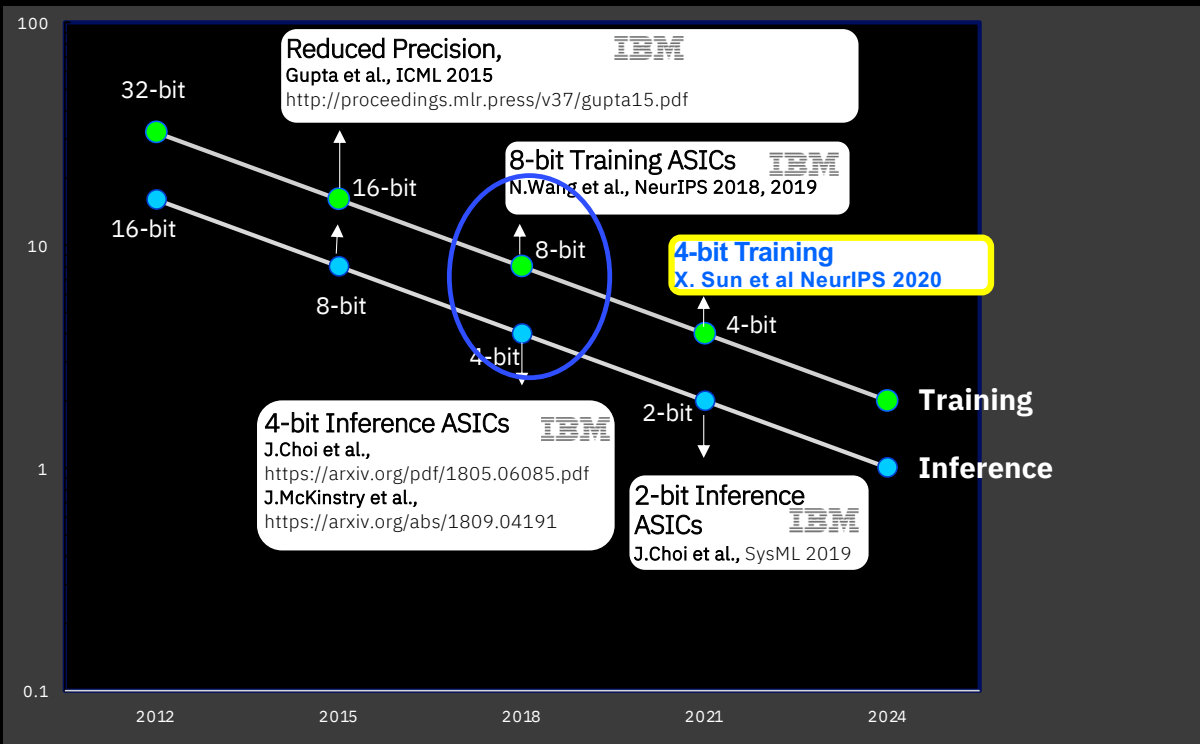 100
10
1
0.1
32-bit
16-bit
Reduced Precision,
IBM
Gupta et al., ICML 2015
http://proceedings.mlr.press/v37/gupta15.pdf
16-bit
8-bit
8-bit Training ASICs
IBM
N.Wang et al., NeurIPS 2018, 2019
8-bit
4-bit
4-bit Training
X. Sun et al NeurIPS 2020
4-bit
2-bit
Training
Inference
4-bit Inference ASICs
IBM
J.Choi et al.,
https://arxiv.org/pdf/1805.06085.pdf
J.McKinstry et al.,
https://arxiv.org/abs/1809.04191
2-bit Inference
ASICs
IBM
J.Choi et al., SysML 2019
2012
2015
2018
2021
2024